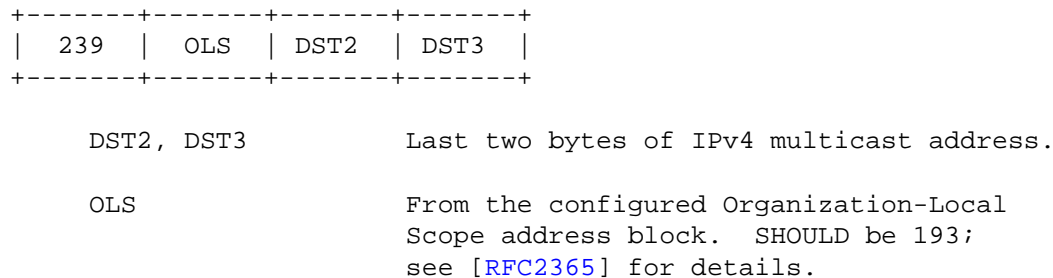 +-------+-------+-------+-------+
|  239  |  OLS  | DST2  | DST3  |
+-------+-------+-------+-------+
DST2, DST3          Last two bytes of IPv4 multicast address.
OLS                 From the configured Organization-Local
Scope address block.  SHOULD be 193;
see [RFC2365] for details.